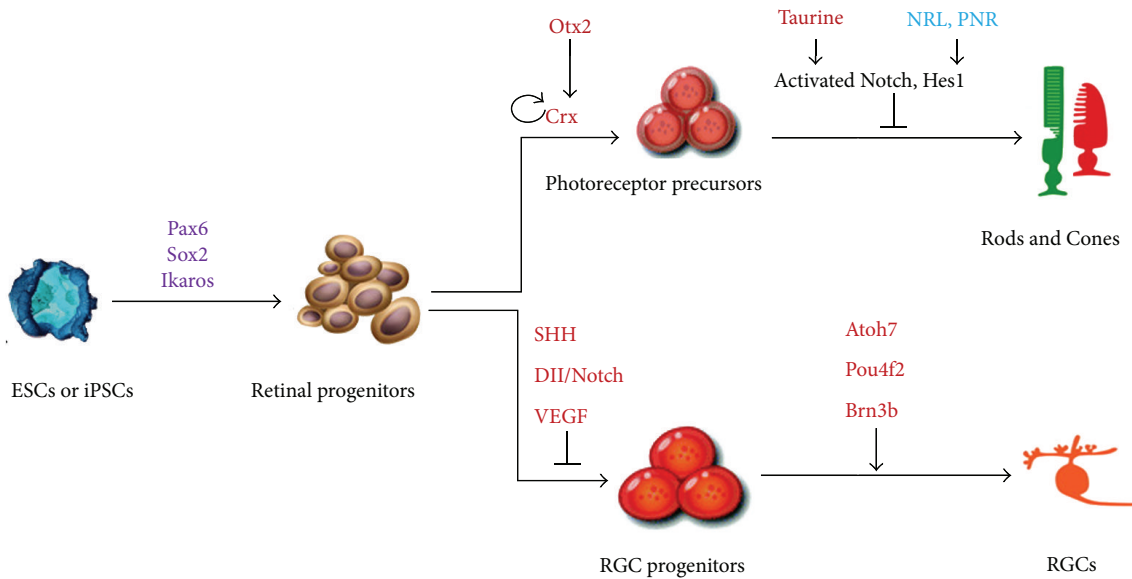 Otx2
Crx
Taurine
NRL, PNR
Activated Notch, Hes1
Photoreceptor precursors
Rods and Cones
Pax6
Sox2
Ikaros
ESCs or iPSCs
Retinal progenitors
SHH
DII/Notch
VEGF
Atoh7
Pou4f2
Brn3b
RGC progenitors
RGCs